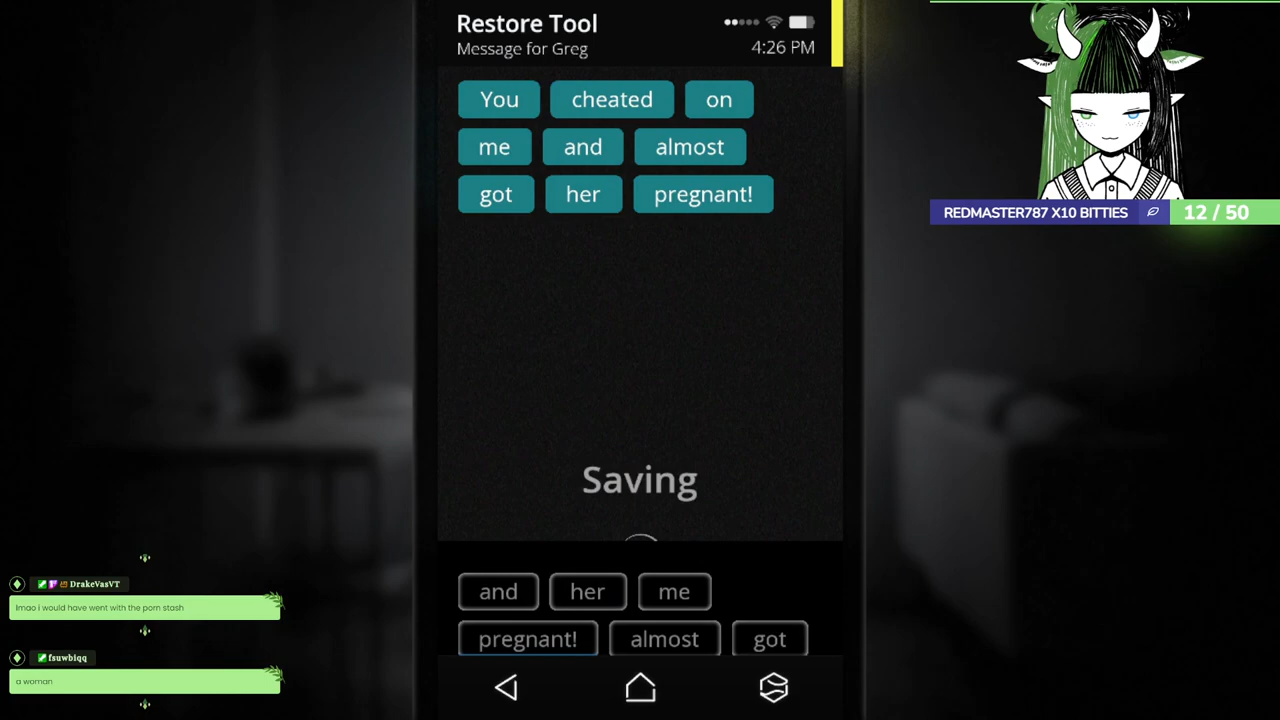 Restore Tool
Message for Greg
4:26 PM
You cheated on
me and almost
got her pregnant!
Saving
and her me
pregnant! almost got
REDMASTER787 X10 BITTIES 12 / 50
DrakeVasVT
lmao i would have went with the porn stash
fsuwbiqq
a woman